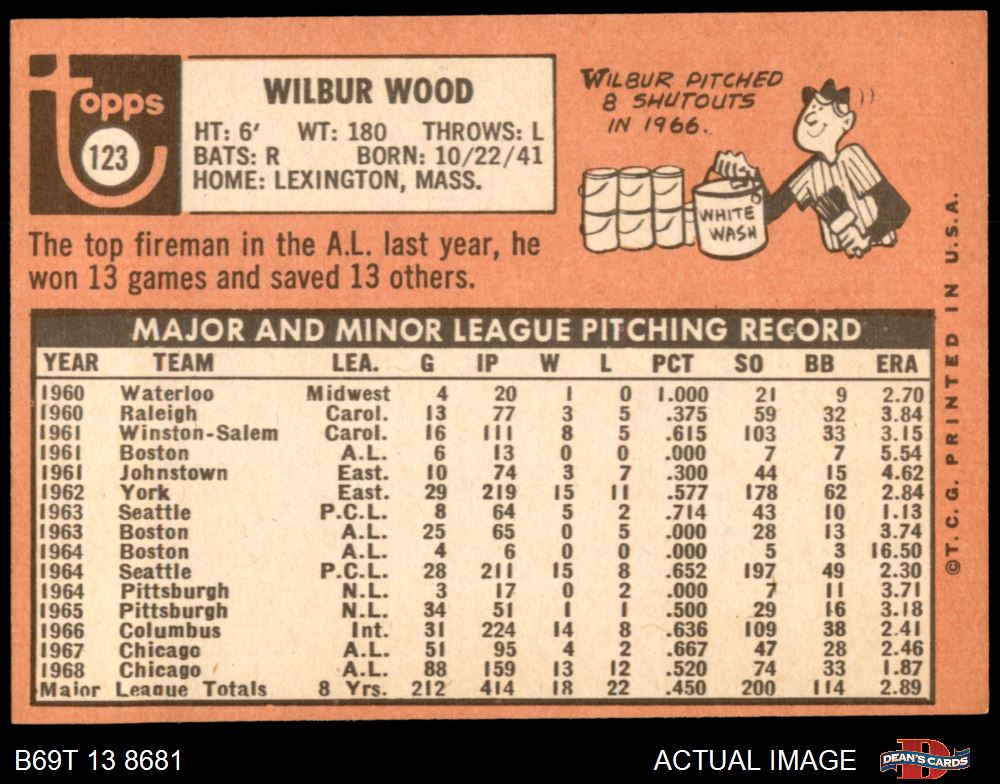 topps
123
WILBUR WOOD
HT: 6' WT: 180 THROWS: L
BATS: R BORN: 10/22/41
HOME: LEXINGTON, MASS.
WILBUR PITCHED
8 SHUTOUTS
IN 1966.
WHITE
WASH
The top fireman in the A.L. last year, he
won 13 games and saved 13 others.
MAJOR AND MINOR LEAGUE PITCHING RECORD
YEAR TEAM LEA. G IP W L PCT SO BB ERA
1960 Waterloo Midwest 4 20 1 0 1.000 21 9 2.70
1960 Raleigh Carol. 13 77 3 5 .375 59 32 3.84
1961 Winston-Salem Carol. 16 111 8 5 .615 103 33 3.15
1961 Boston A.L. 6 13 0 0 .000 7 7 5.54
1961 Johnstown East. 10 74 3 7 .300 44 15 4.62
1962 York East. 29 219 15 11 .577 178 62 2.84
1963 Seattle P.C.L. 8 64 5 2 .714 43 10 1.13
1963 Boston A.L. 25 65 0 5 .000 28 13 3.74
1964 Boston A.L. 4 6 0 0 .000 5 3 16.50
1964 Seattle P.C.L. 28 211 15 8 .652 197 49 2.30
1964 Pittsburgh N.L. 3 17 0 2 .000 7 11 3.71
1965 Pittsburgh N.L. 34 51 1 1 .500 29 16 3.18
1966 Columbus Int. 31 224 14 8 .636 109 38 2.41
1967 Chicago A.L. 51 95 4 2 .667 47 28 2.46
1968 Chicago A.L. 88 159 13 12 .520 74 33 1.87
Major League Totals 8 Yrs. 212 414 18 22 .450 200 114 2.89
©T.C.G. PRINTED IN U.S.A.
B69T 13 8681
ACTUAL IMAGE
D
DEAN'S CARDS